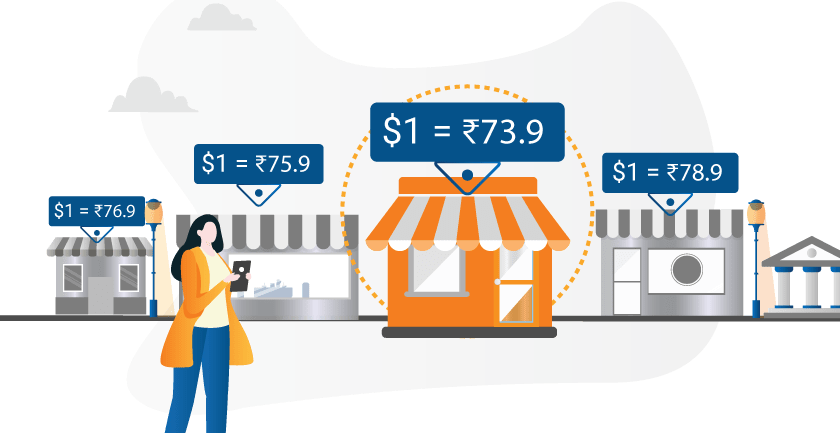 $1 = ₹76.9
$1 = ₹75.9
$1 = ₹73.9
$1 = ₹78.9